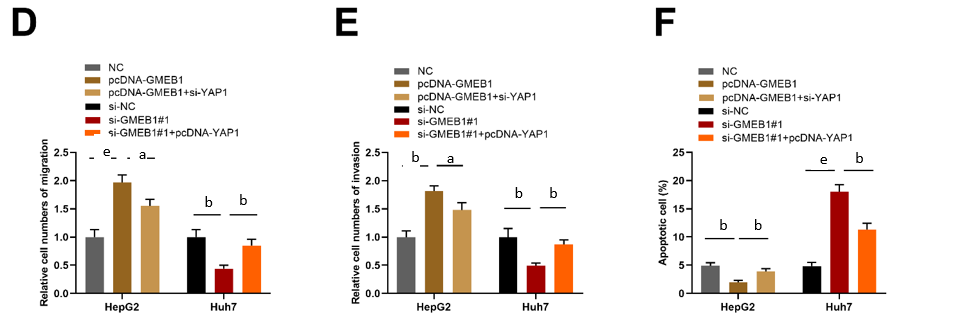 D
NC
pcDNA-GMEB1
pcDNA-GMEB1+si-YAP1
si-NC
si-GMEB1#1
si-GMEB1#1+pcDNA-YAP1
Relative cell numbers of migration
2.5
2.0
1.5
1.0
0.5
0.0
e a
b b
HepG2 Huh7
E
NC
pcDNA-GMEB1
pcDNA-GMEB1+si-YAP1
si-NC
si-GMEB1#1
si-GMEB1#1+pcDNA-YAP1
Relative cell numbers of invasion
2.5
2.0
1.5
1.0
0.5
0.0
b a
b b
HepG2 Huh7
F
NC
pcDNA-GMEB1
pcDNA-GMEB1+si-YAP1
si-NC
si-GMEB1#1
si-GMEB1#1+pcDNA-YAP1
Apoptotic cell (%)
25
20
15
10
5
0
b b
e b
HepG2 Huh7